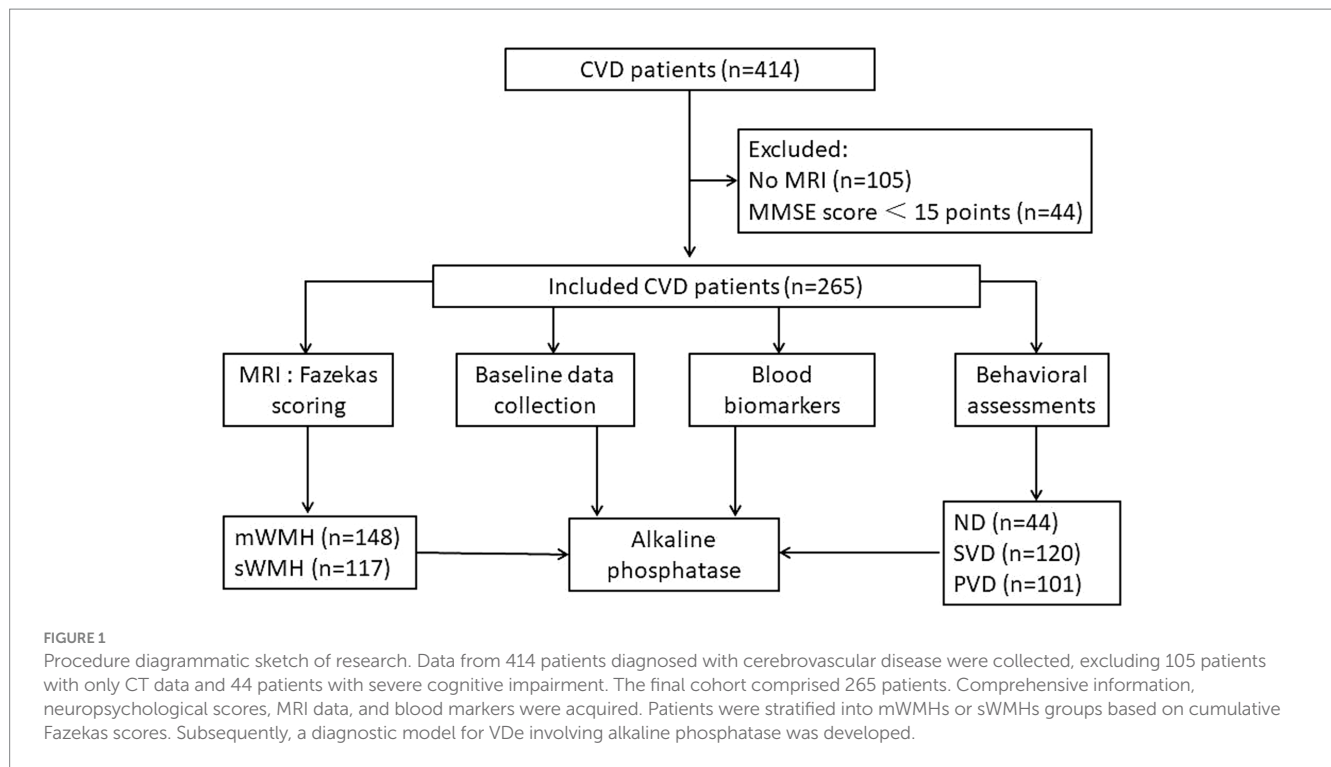 CVD patients (n=414)
Excluded:
No MRI (n=105)
MMSE score < 15 points (n=44)
Included CVD patients (n=265)
MRI : Fazekas
scoring
Baseline data
collection
Blood
biomarkers
Behavioral
assessments
mWMH (n=148)
sWMH (n=117)
Alkaline
phosphatase
ND (n=44)
SVD (n=120)
PVD (n=101)
FIGURE 1
Procedure diagrammatic sketch of research. Data from 414 patients diagnosed with cerebrovascular disease were collected, excluding 105 patients
with only CT data and 44 patients with severe cognitive impairment. The final cohort comprised 265 patients. Comprehensive information,
neuropsychological scores, MRI data, and blood markers were acquired. Patients were stratified into mWMHs or sWMHs groups based on cumulative
Fazekas scores. Subsequently, a diagnostic model for VDe involving alkaline phosphatase was developed.